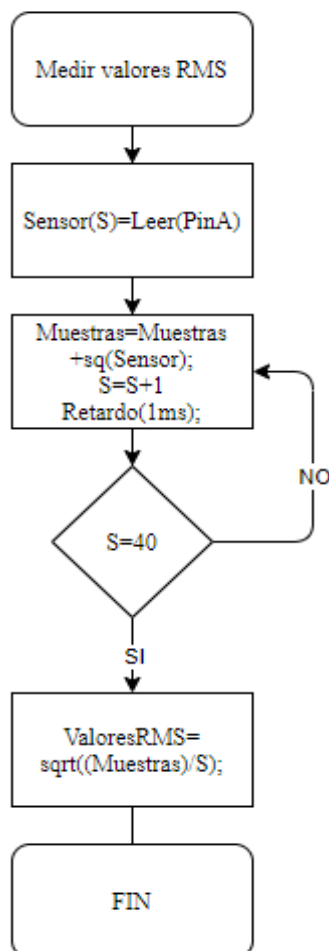 Medir valores RMS
Sensor(S)=Leer(PinA)
Muestras=Muestras
+sq(Sensor);
S=S+1
Retardo(1ms);
NO
S=40
SI
ValoresRMS=
sqrt((Muestras)/S);
FIN